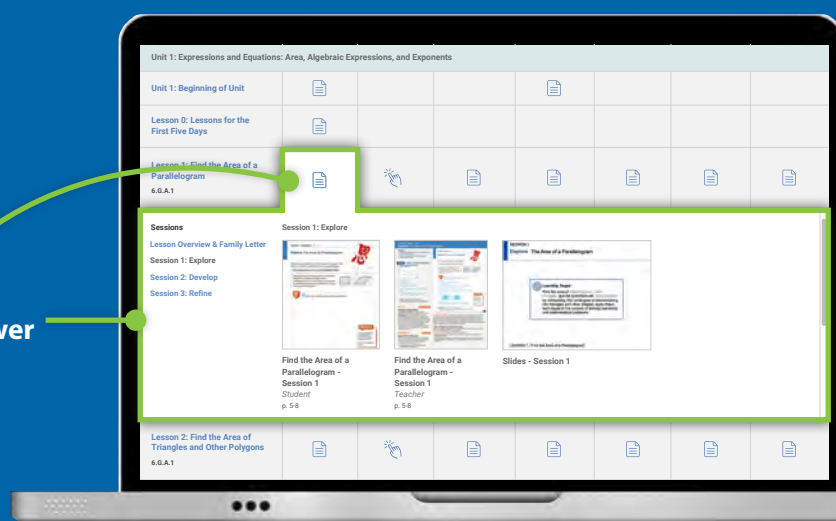 Unit 1: Expressions and Equations: Area, Algebraic Expressions, and Exponents
Unit 1: Beginning of Unit
Lesson 0: Lessons for the
First Five Days
Lesson 1: Find the Area of a
Parallelogram
6.G.A.1
Sessions
Lesson Overview & Family Letter
Session 1: Explore
Session 2: Develop
Session 3: Refine
Session 1: Explore
Explore The Area of a Parallelogram
Find the Area of a
Parallelogram -
Session 1
Student
p. 5-8
Find the Area of a
Parallelogram -
Session 1
Teacher
p. 5-8
Slides - Session 1
Lesson 2: Find the Area of
Triangles and Other Polygons
6.G.A.1